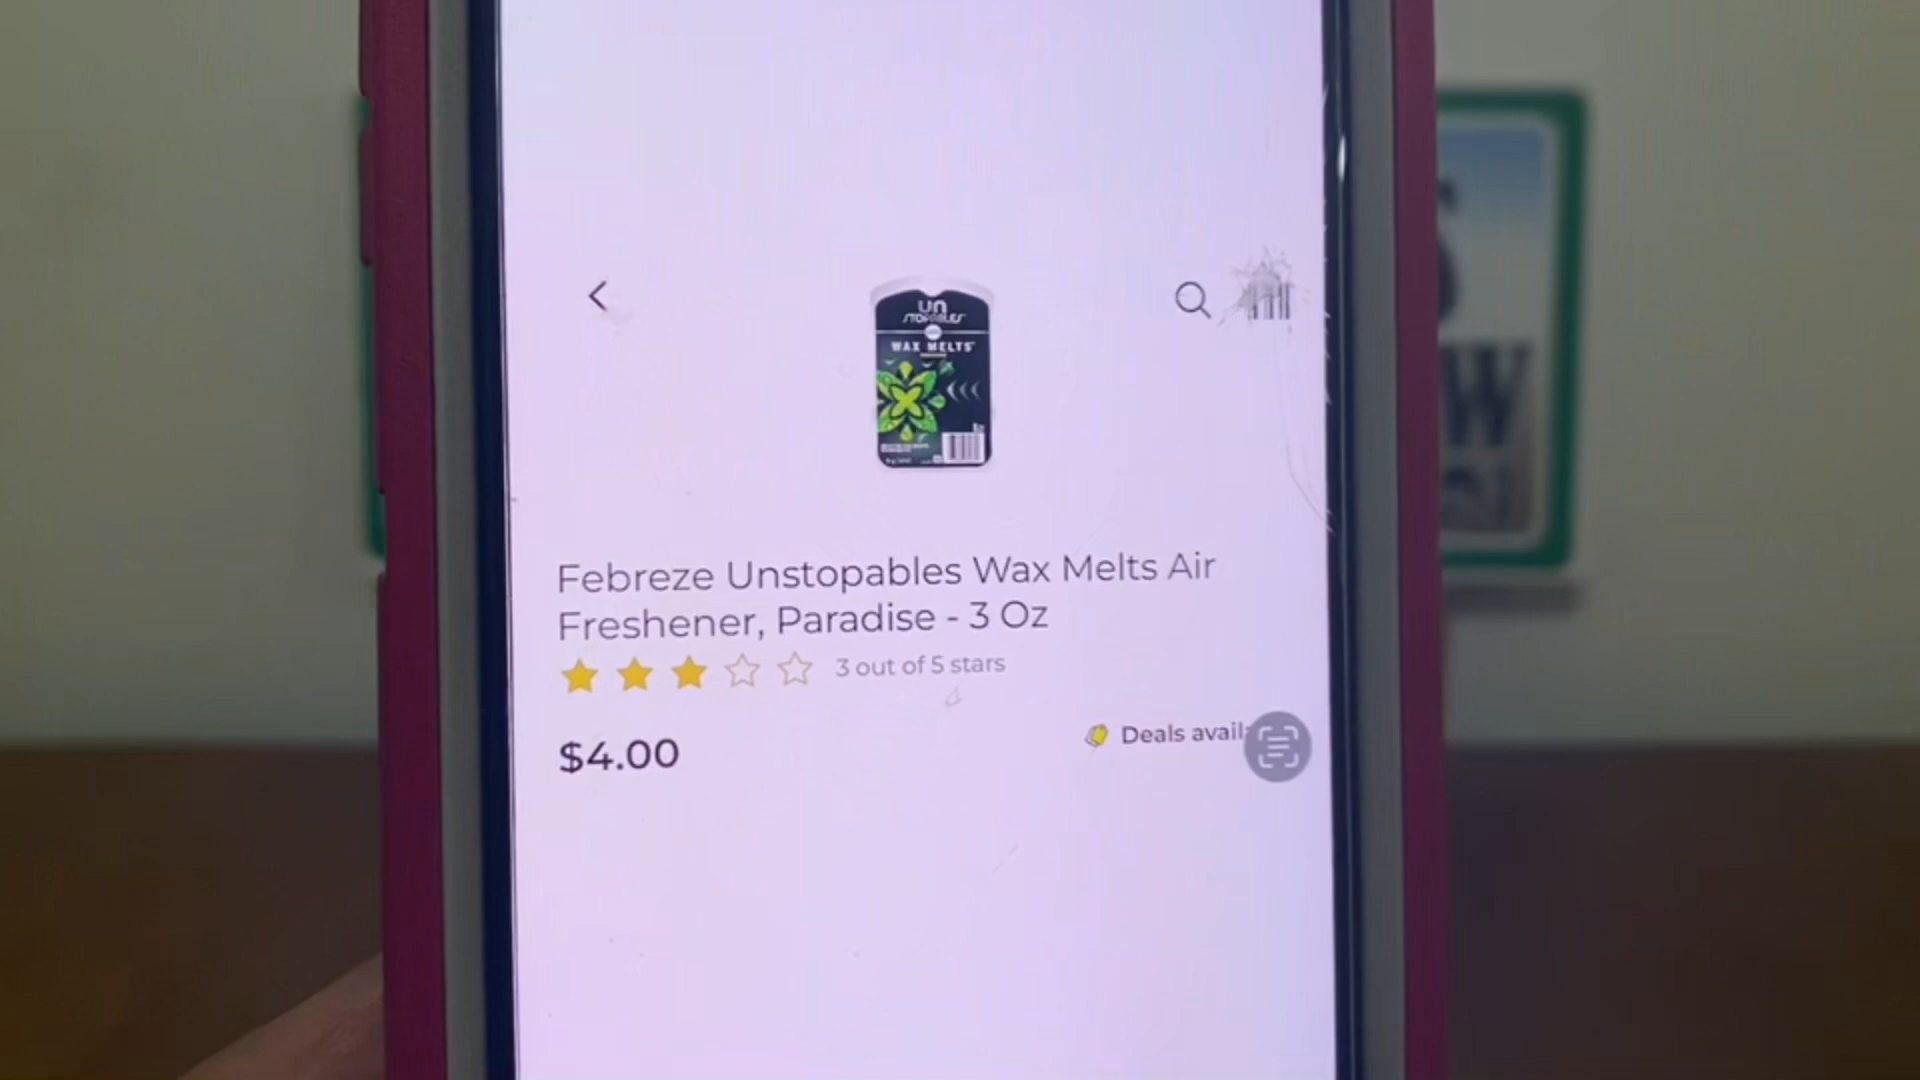 un
STOPABLES
WAX MELTS
Febreze Unstopables Wax Melts Air
Freshener, Paradise - 3 Oz
3 out of 5 stars
$4.00
Deals avail
W